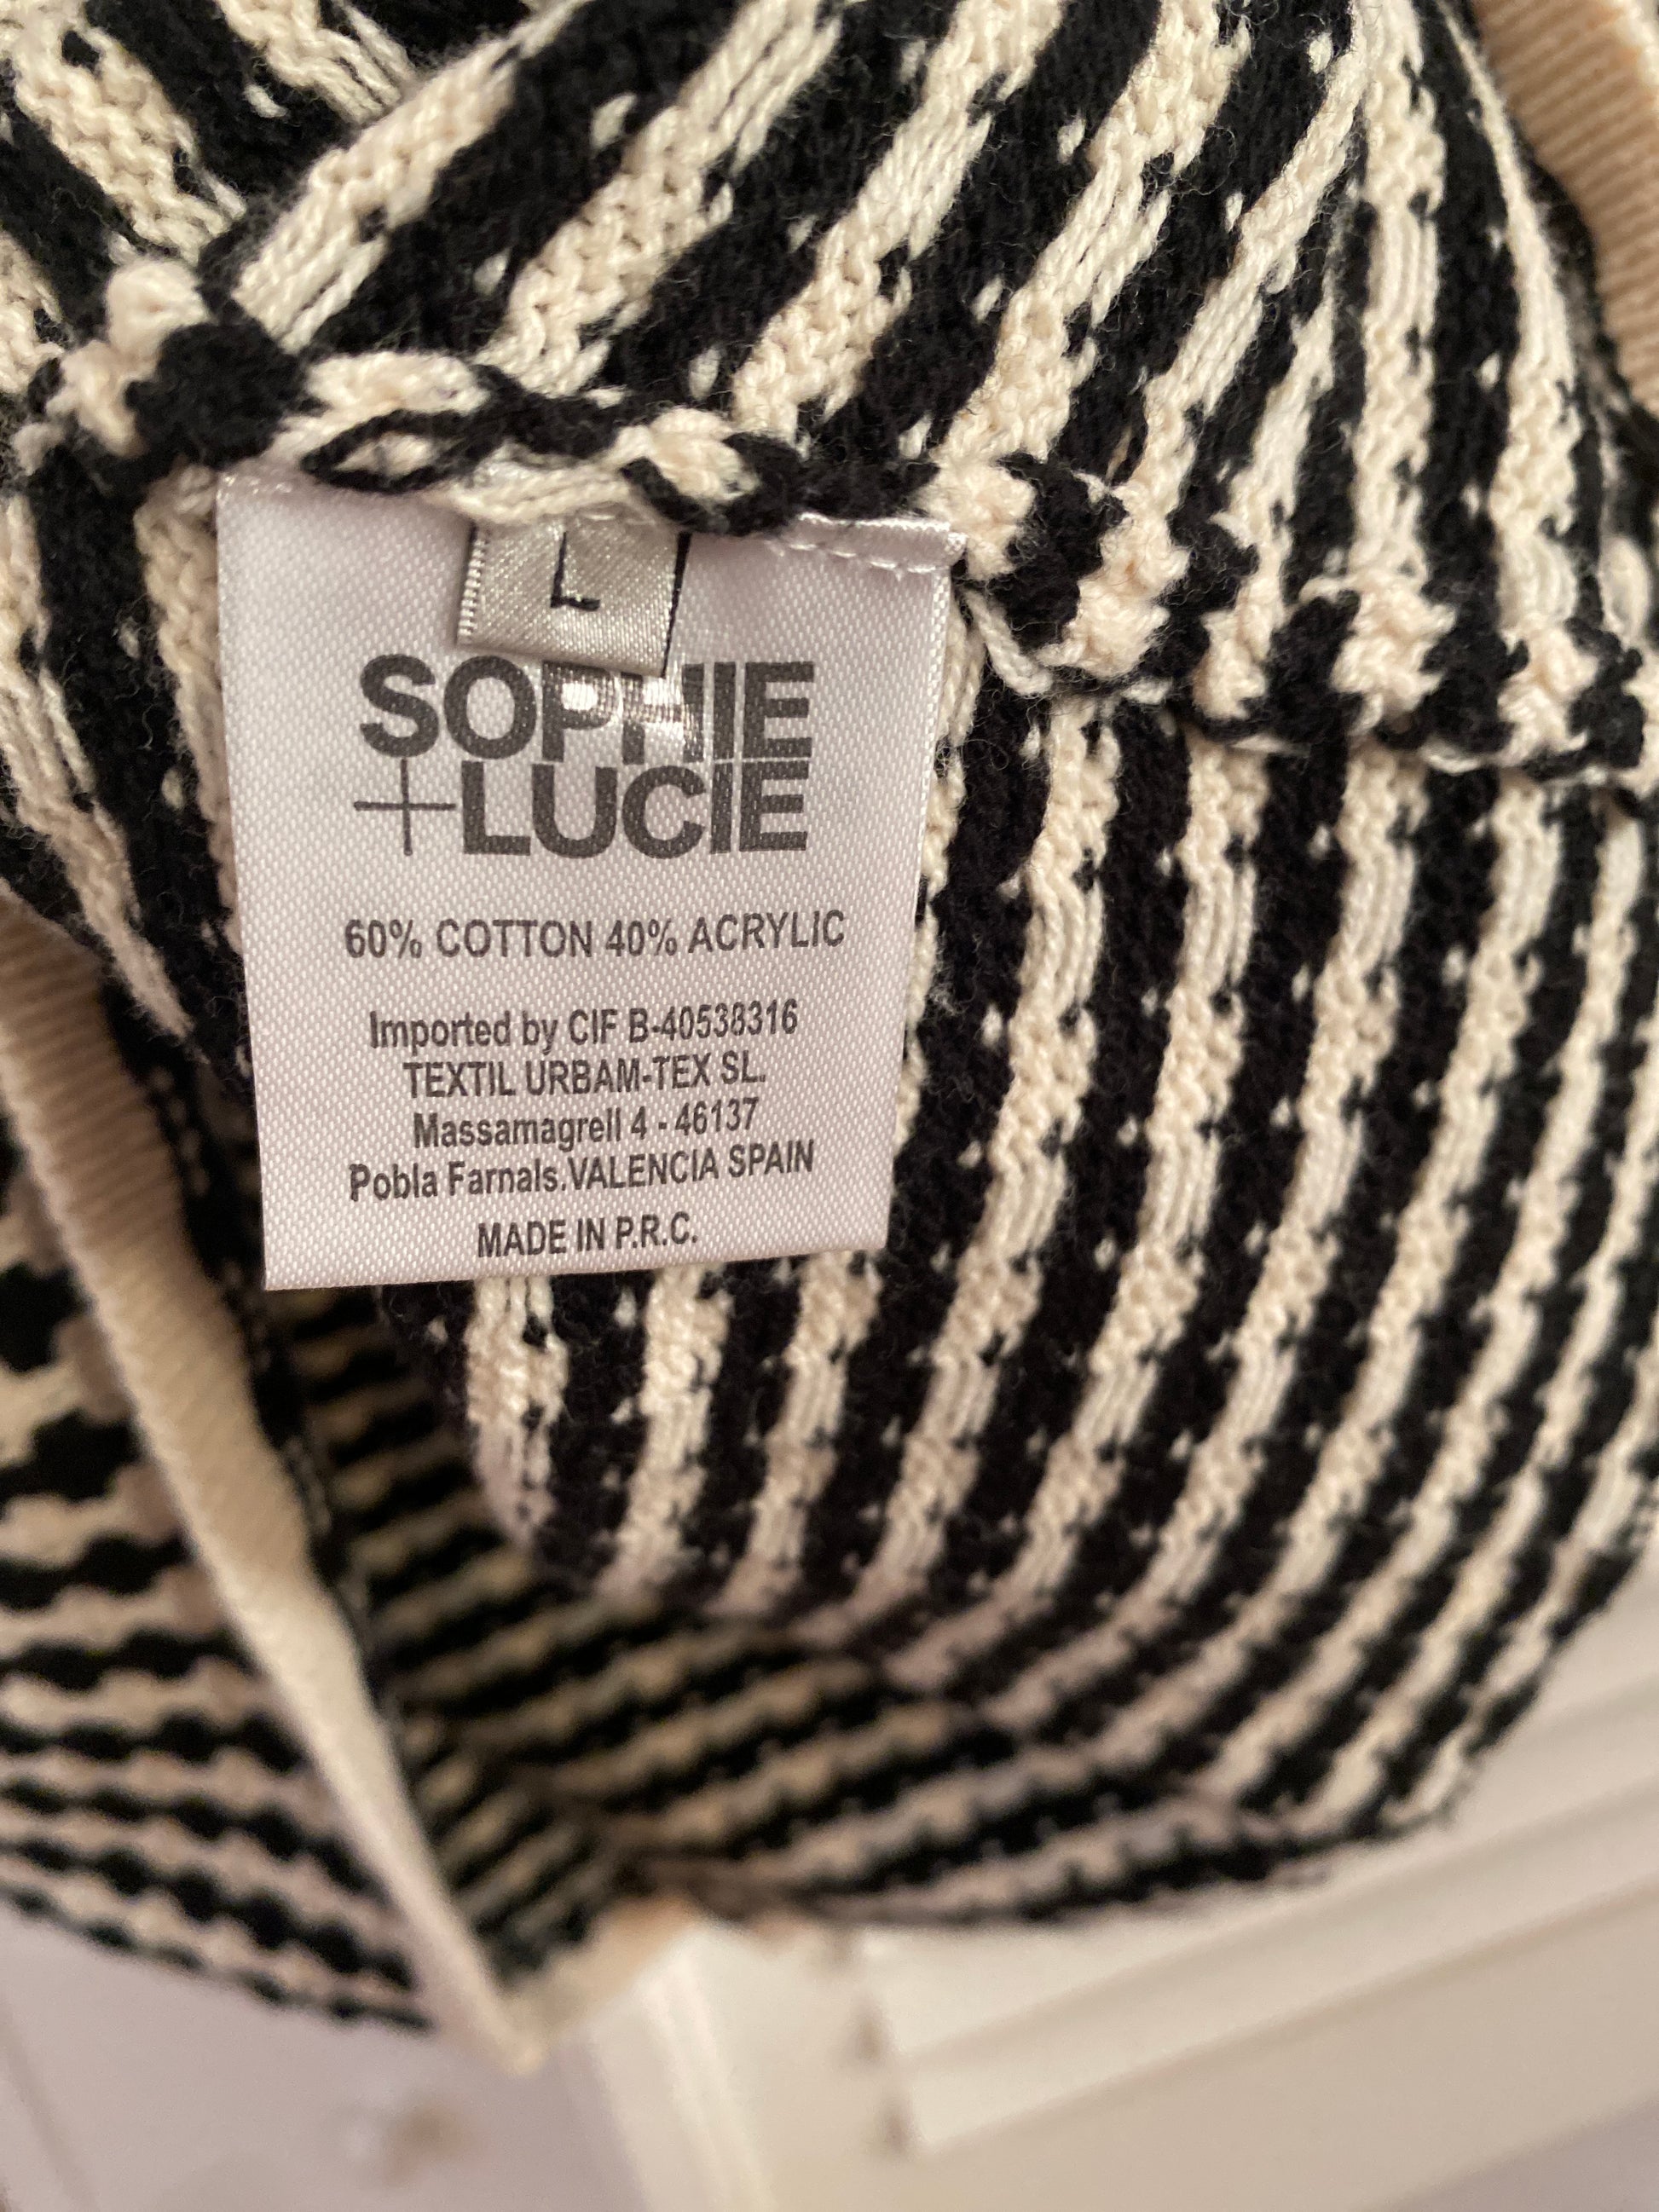 L
SOPHIE
+LUCIE
60% COTTON 40% ACRYLIC
Imported by CIF B-40538316
TEXTIL URBAM-TEX SL.
Massamagrell 4 - 46137
Pobla Farnals.VALENCIA SPAIN
MADE IN P.R.C.